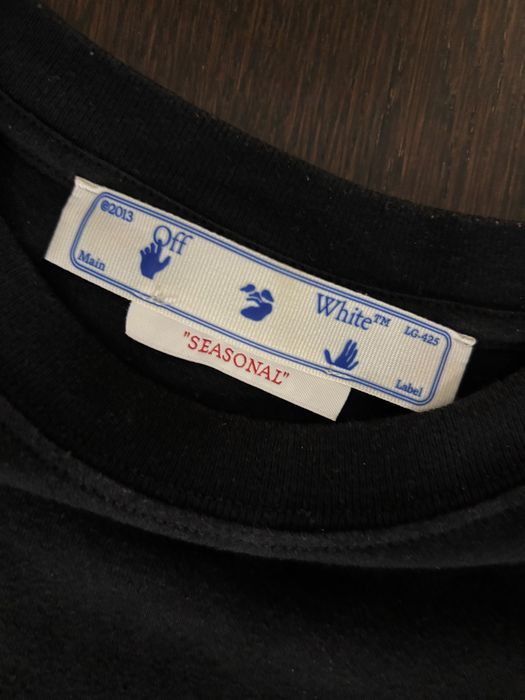 ©2013
Off
Main
White™
LG-425
Label
"SEASONAL"